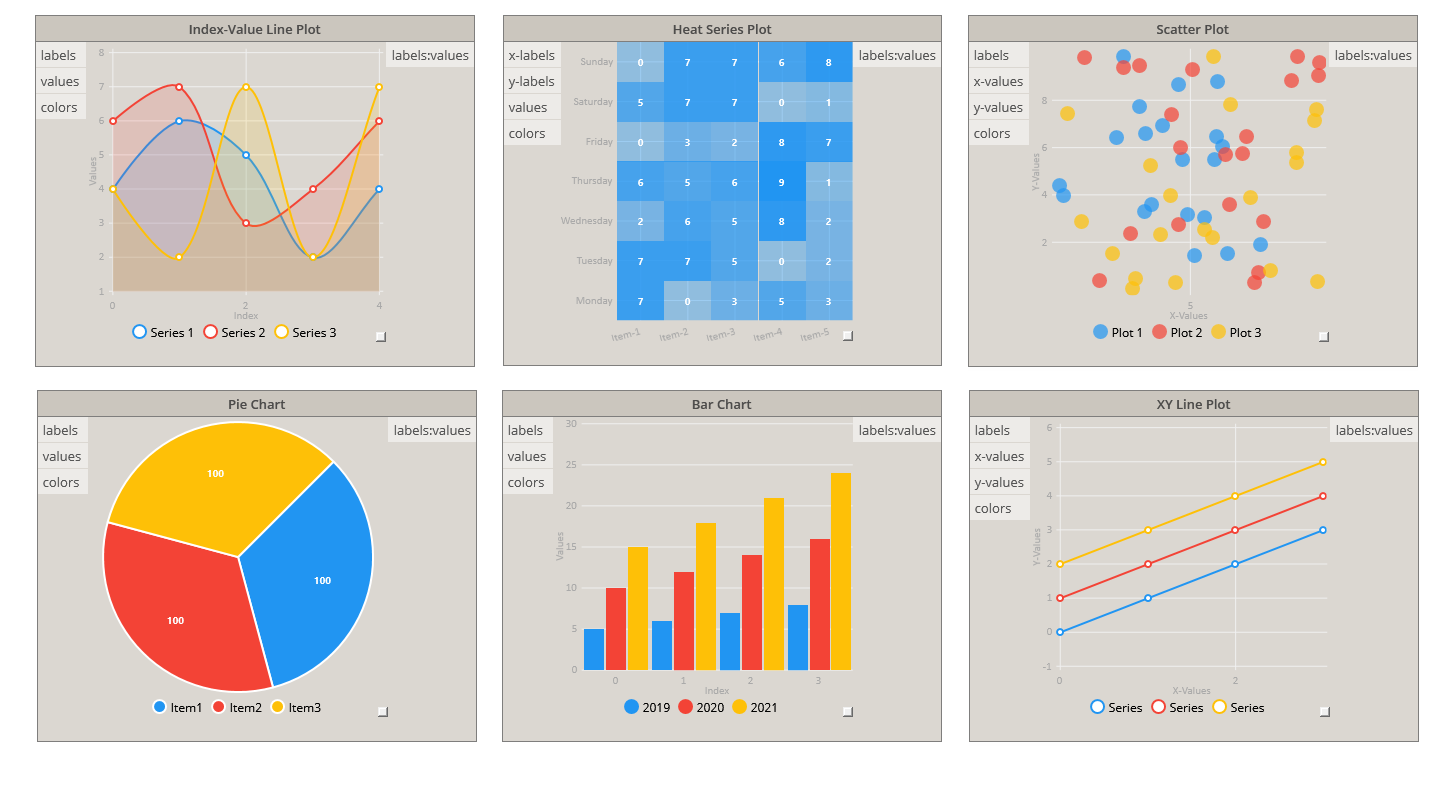 Index-Value Line Plot
labels
values
colors
labels:values
8
7
6
5
4
3
2
1
Values
0 2 4
Index
Series 1 Series 2 Series 3
Heat Series Plot
x-labels
y-labels
values
colors
labels:values
Sunday 0 7 7 6 8
Saturday 5 7 7 0 1
Friday 0 3 2 8 7
Thursday 6 5 6 9 1
Wednesday 2 6 5 8 2
Tuesday 7 7 5 0 2
Monday 7 0 3 5 3
Item-1 Item-2 Item-3 Item-4 Item-5
Scatter Plot
labels
x-values
y-values
colors
labels:values
8
6
4
2
Y-Values
5
X-Values
Plot 1 Plot 2 Plot 3
Pie Chart
labels
values
colors
labels:values
100
100
100
Item1 Item2 Item3
Bar Chart
labels
values
colors
labels:values
30
25
20
15
10
5
0
Values
0 1 2 3
Index
2019 2020 2021
XY Line Plot
labels
x-values
y-values
colors
labels:values
6
5
4
3
2
1
0
-1
Y-Values
0 2
X-Values
Series Series Series